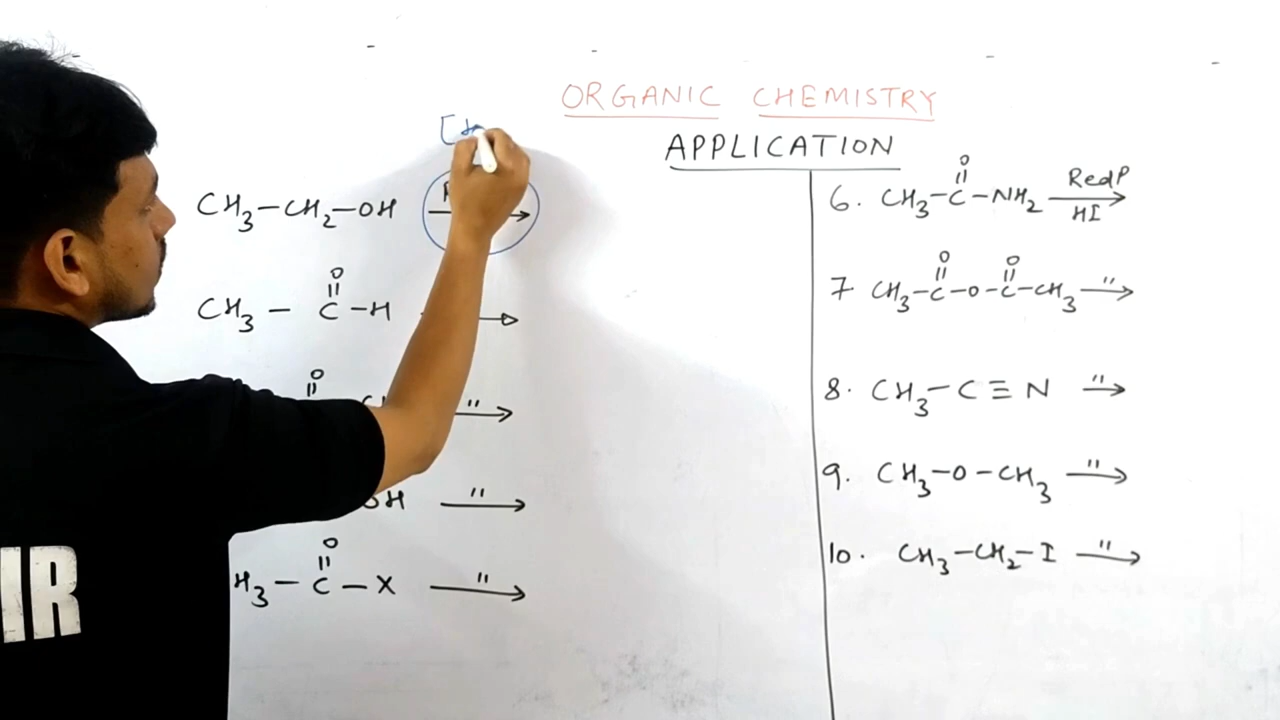 ORGANIC CHEMISTRY
APPLICATION
CH3-CH2-OH
O
CH3 - C-H
O
"
OH "
O
H3 - C - X "
O
6. CH3-C-NH2 RedP
HI
O O
7 CH3-C-O-C-CH3 "
8. CH3-C≡N "
9. CH3-O-CH3 "
10. CH3-CH2-I "
IR